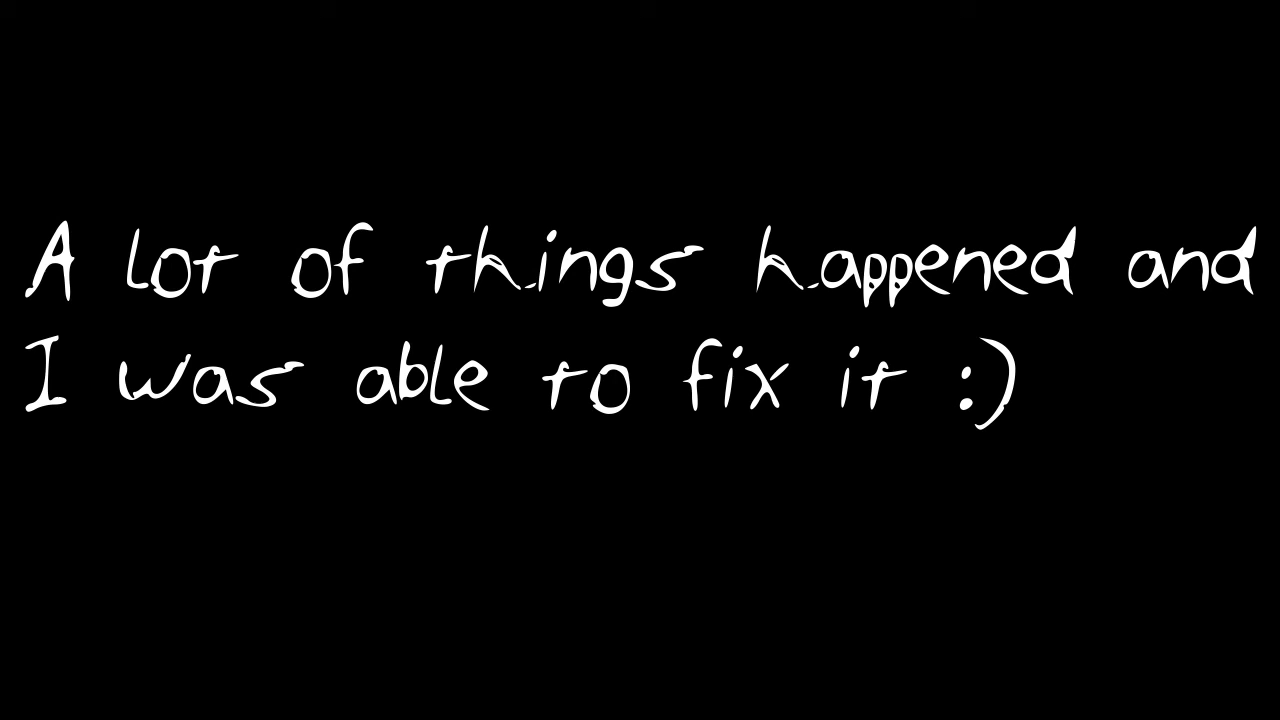 A lot of things happened and
I was able to fix it :)